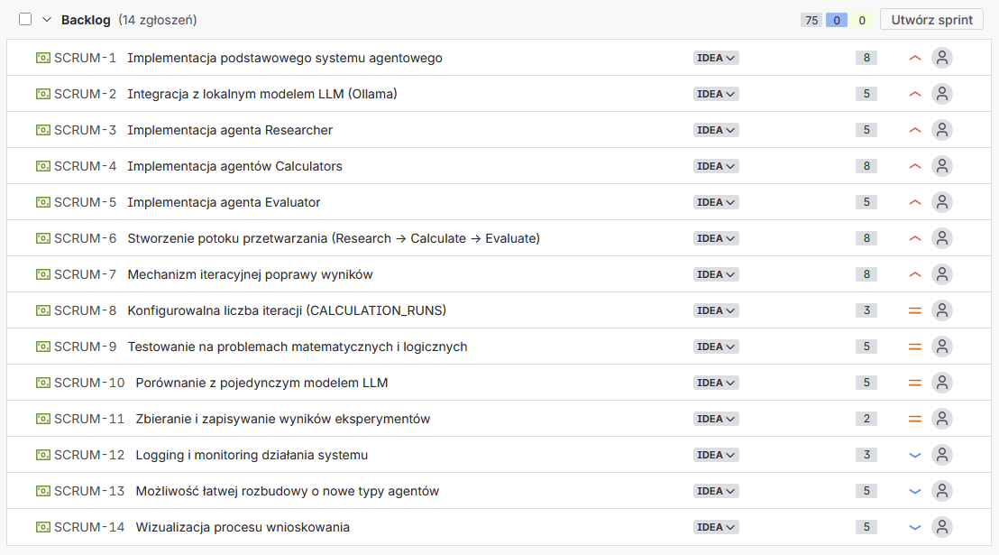 Backlog (14 zgłoszeń) 75 0 0 Utwórz sprint
SCRUM-1 Implementacja podstawowego systemu agentowego IDEA 8
SCRUM-2 Integracja z lokalnym modelem LLM (Ollama) IDEA 5
SCRUM-3 Implementacja agenta Researcher IDEA 5
SCRUM-4 Implementacja agentów Calculators IDEA 8
SCRUM-5 Implementacja agenta Evaluator IDEA 5
SCRUM-6 Stworzenie potoku przetwarzania (Research → Calculate → Evaluate) IDEA 8
SCRUM-7 Mechanizm iteracyjnej poprawy wyników IDEA 8
SCRUM-8 Konfigurowalna liczba iteracji (CALCULATION_RUNS) IDEA 3
SCRUM-9 Testowanie na problemach matematycznych i logicznych IDEA 5
SCRUM-10 Porównanie z pojedynczym modelem LLM IDEA 5
SCRUM-11 Zbieranie i zapisywanie wyników eksperymentów IDEA 2
SCRUM-12 Logging i monitoring działania systemu IDEA 3
SCRUM-13 Możliwość łatwej rozbudowy o nowe typy agentów IDEA 5
SCRUM-14 Wizualizacja procesu wnioskowania IDEA 5